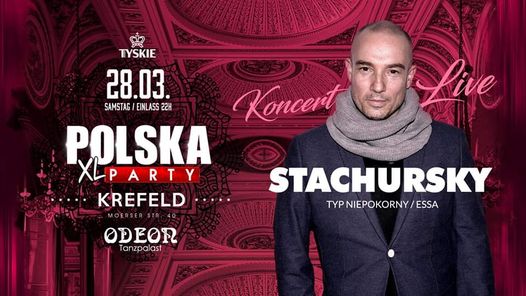 TYSKIE
28.03.
SAMSTAG / EINLASS 22H
POLSKA
XL PARTY
KREFELD
MOERSER STR. 40
ODEON
Tanzpalast
Koncert Live
STACHURSKY
TYP NIEPOKORNY / ESSA